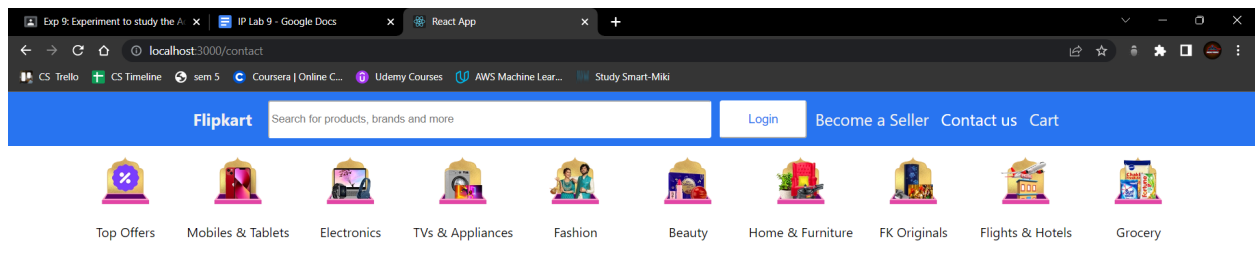 Exp 9: Experiment to study the A
IP Lab 9 - Google Docs
React App
localhost:3000/contact
CS Trello
CS Timeline
sem 5
Coursera | Online C...
Udemy Courses
AWS Machine Lear...
Study Smart-Miki
Flipkart
Search for products, brands and more
Login
Become a Seller
Contact us
Cart
Top Offers
Mobiles & Tablets
Electronics
TVs & Appliances
Fashion
Beauty
Home & Furniture
FK Originals
Flights & Hotels
Grocery